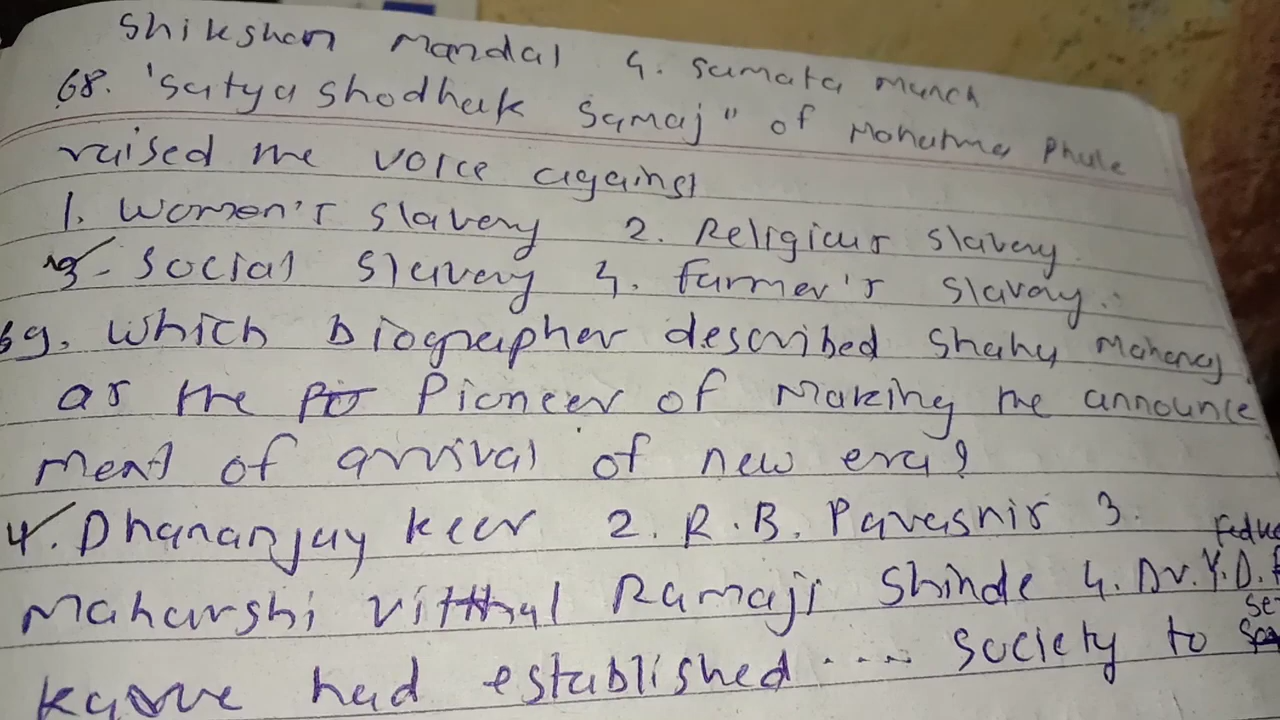 Shikshan Mandal 4. Samata Manch
68. 'Satya Shodhak Samaj" of Mohatma Phule
raised the voice against
1. Women's slavery 2. Religious slavery
3. Social slavery 4. farmer's slavery.
69. Which biographer described Shahu Maharaj
as the Pioneer of Making the announce
ment of arrival of new era?
1. Dhananjay keer 2. R.B. Pavasnis 3.
Maharshi Vitthal Ramaji Shinde 4. Dr. Y.D.
Karve had established .... society to